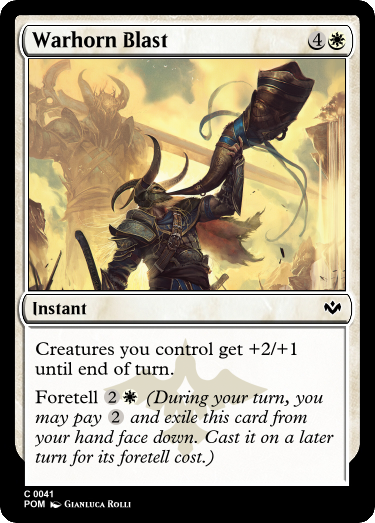 Warhorn Blast 4
Instant
Creatures you control get +2/+1
until end of turn.
Foretell 2 (During your turn, you
may pay 2 and exile this card from
your hand face down. Cast it on a later
turn for its foretell cost.)
C 0041
POM Gianluca Rolli